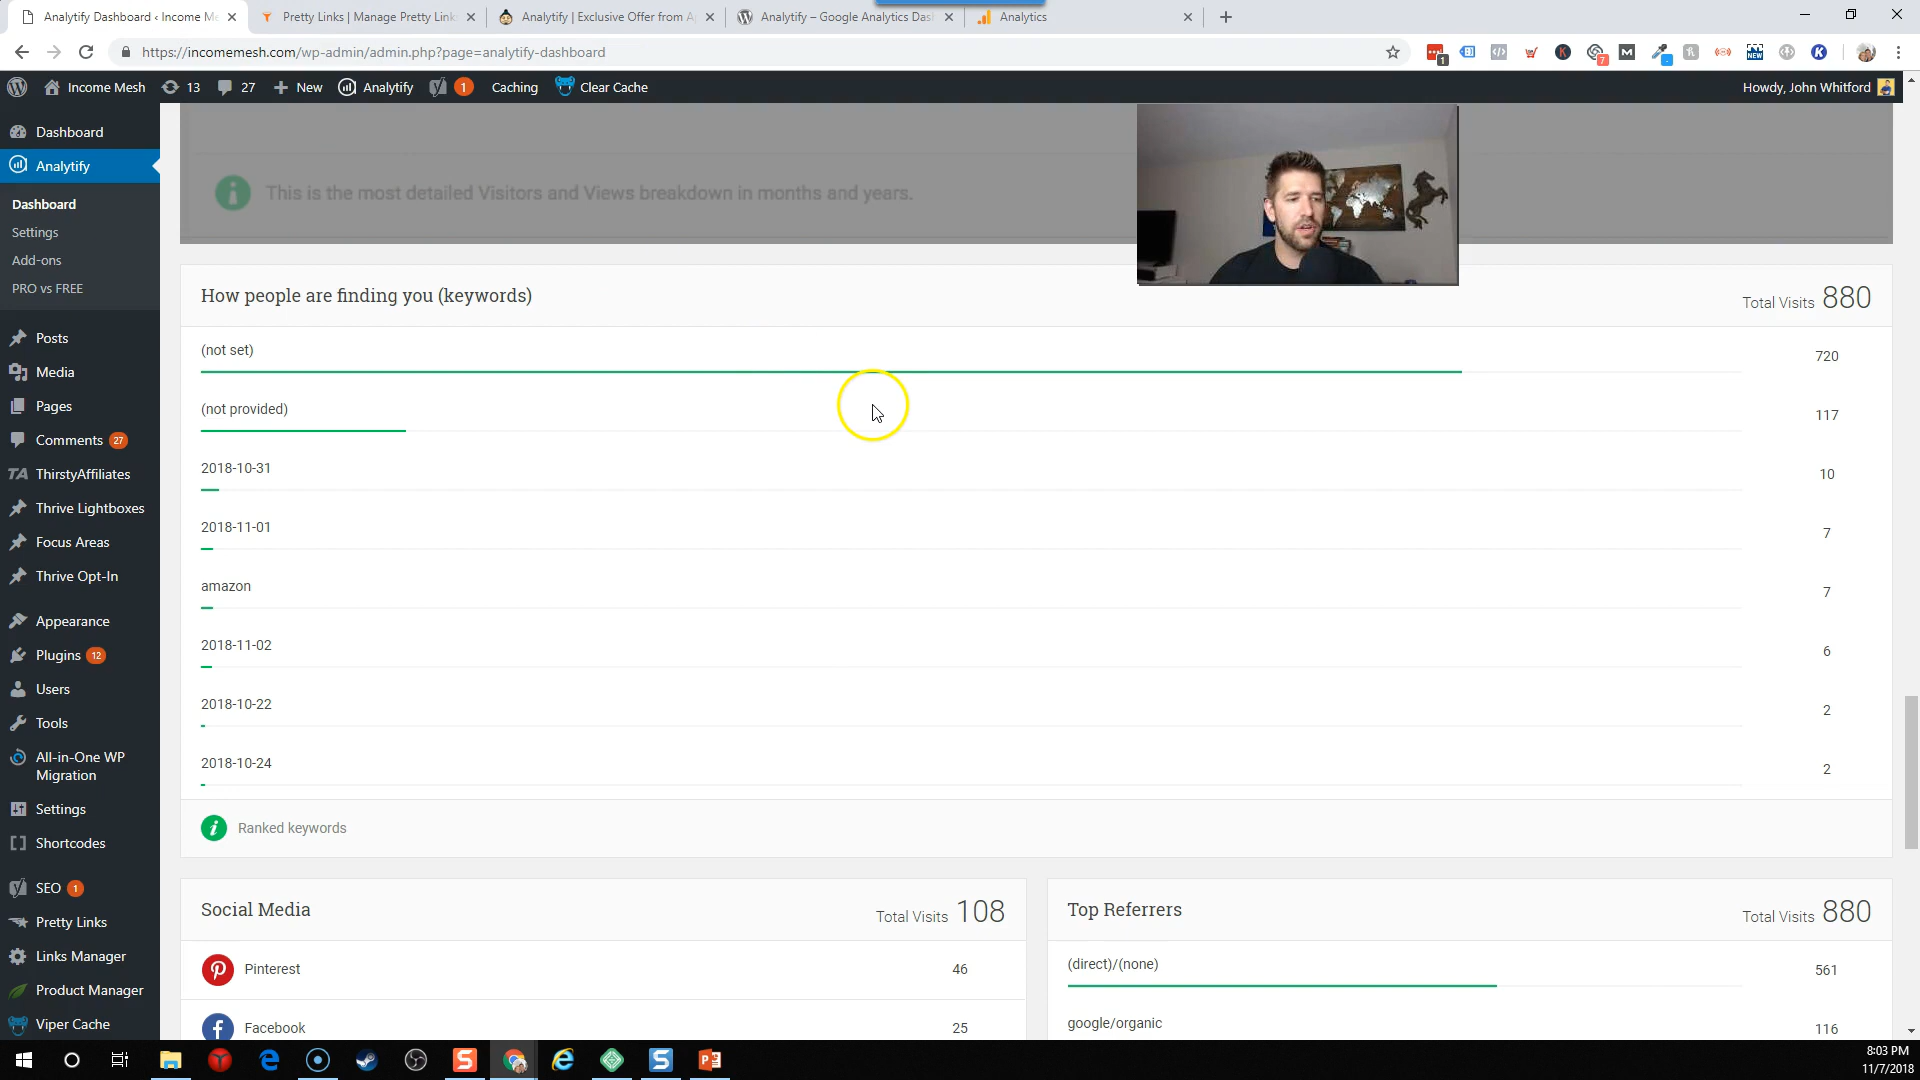 Analytify Dashboard ‹ Income Me
Pretty Links | Manage Pretty Link
Analytify | Exclusive Offer from A
Analytify – Google Analytics Das
Analytics
https://incomemesh.com/wp-admin/admin.php?page=analytify-dashboard
1
7
NEW
Income Mesh
13
27
New
Analytify
1
Caching
Clear Cache
Howdy, John Whitford
Dashboard
Analytify
Dashboard
Settings
Add-ons
PRO vs FREE
Posts
Media
Pages
Comments 27
ThirstyAffiliates
Thrive Lightboxes
Focus Areas
Thrive Opt-In
Appearance
Plugins 12
Users
Tools
All-in-One WP
Migration
Settings
Shortcodes
SEO 1
Pretty Links
Links Manager
Product Manager
Viper Cache
This is the most detailed Visitors and Views breakdown in months and years.
How people are finding you (keywords)
Total Visits 880
(not set)
720
(not provided)
117
2018-10-31
10
2018-11-01
7
amazon
7
2018-11-02
6
2018-10-22
2
2018-10-24
2
Ranked keywords
Social Media
Total Visits 108
Pinterest
46
Facebook
25
Top Referrers
Total Visits 880
(direct)/(none)
561
google/organic
116
8:03 PM
11/7/2018